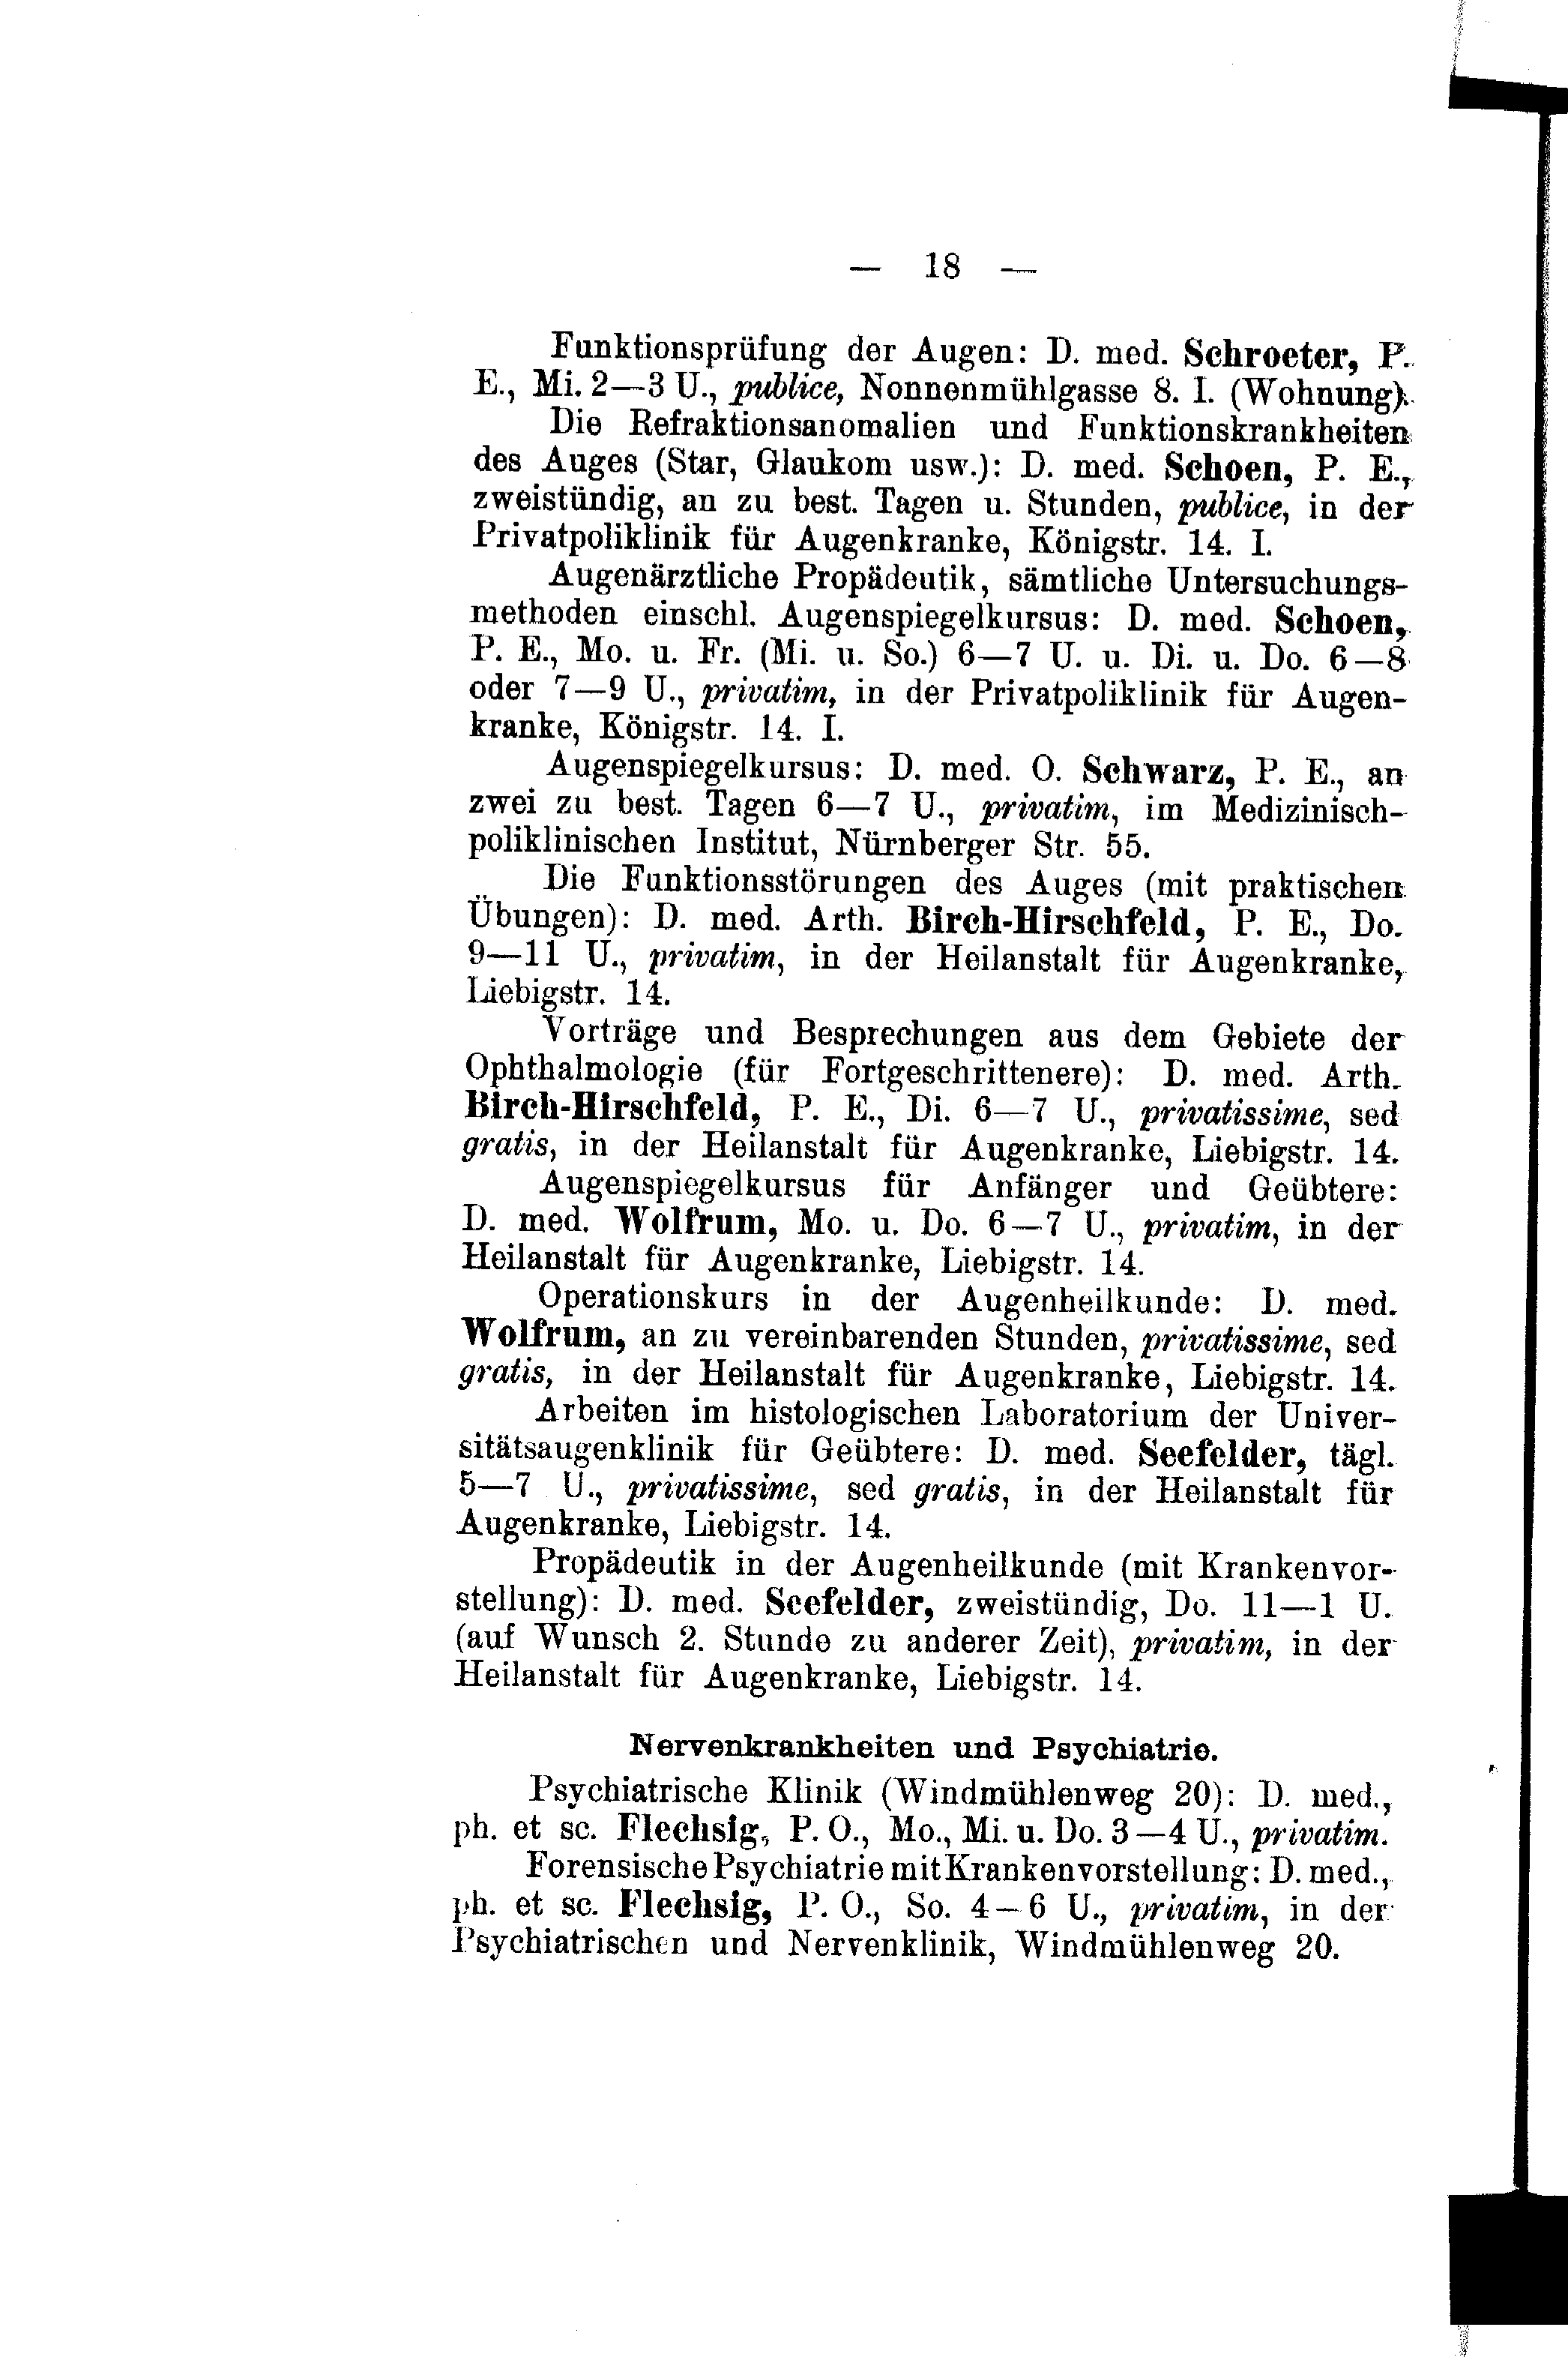 — 18 —
Funktionsprüfung der Augen: D. med. Schroeter, P.
E., Mi. 2—3 U., publice, Nonnenmühlgasse 8. I. (Wohnung).
Die Refraktionsanomalien und Funktionskrankheiten
des Auges (Star, Glaukom usw.): D. med. Schoen, P. E.,
zweistündig, an zu best. Tagen u. Stunden, publice, in der
Privatpoliklinik für Augenkranke, Königstr. 14. I.
Augenärztliche Propädeutik, sämtliche Untersuchungs-
methoden einschl. Augenspiegelkursus: D. med. Schoen,
P. E., Mo. u. Fr. (Mi. u. So.) 6—7 U. u. Di. u. Do. 6—8
oder 7—9 U., privatim, in der Privatpoliklinik für Augen-
kranke, Königstr. 14. I.
Augenspiegelkursus: D. med. O. Schwarz, P. E., an
zwei zu best. Tagen 6—7 U., privatim, im Medizinisch-
poliklinischen Institut, Nürnberger Str. 55.
Die Funktionsstörungen des Auges (mit praktischen
Übungen): D. med. Arth. Birch-Hirschfeld, P. E., Do.
9—11 U., privatim, in der Heilanstalt für Augenkranke,
Liebigstr. 14.
Vorträge und Besprechungen aus dem Gebiete der
Ophthalmologie (für Fortgeschrittenere): D. med. Arth.
Birch-Hirschfeld, P. E., Di. 6—7 U., privatissime, sed
gratis, in der Heilanstalt für Augenkranke, Liebigstr. 14.
Augenspiegelkursus für Anfänger und Geübtere:
D. med. Wolfrum, Mo. u. Do. 6—7 U., privatim, in der
Heilanstalt für Augenkranke, Liebigstr. 14.
Operationskurs in der Augenheilkunde: D. med.
Wolfrum, an zu vereinbarenden Stunden, privatissime, sed
gratis, in der Heilanstalt für Augenkranke, Liebigstr. 14.
Arbeiten im histologischen Laboratorium der Univer-
sitätsaugenklinik für Geübtere: D. med. Seefelder, tägl.
5—7 U., privatissime, sed gratis, in der Heilanstalt für
Augenkranke, Liebigstr. 14.
Propädeutik in der Augenheilkunde (mit Krankenvor-
stellung): D. med. Seefelder, zweistündig, Do. 11—1 U.
(auf Wunsch 2. Stunde zu anderer Zeit), privatim, in der
Heilanstalt für Augenkranke, Liebigstr. 14.
Nervenkrankheiten und Psychiatrie.
Psychiatrische Klinik (Windmühlenweg 20): D. med.,
ph. et sc. Flechsig, P. O., Mo., Mi. u. Do. 3—4 U., privatim.
Forensische Psychiatrie mit Krankenvorstellung: D. med.,
ph. et sc. Flechsig, P. O., So. 4—6 U., privatim, in der
Psychiatrischen und Nervenklinik, Windmühlenweg 20.